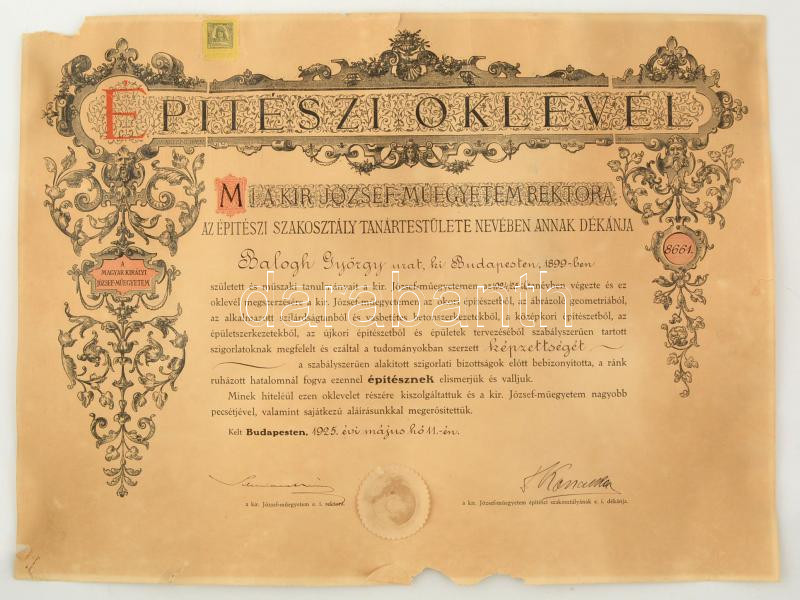 ÉPITÉSZI OKLEVÉL
MI, A KIR. JÓZSEF-MŰEGYETEM REKTORA,
AZ ÉPITÉSZI SZAKOSZTÁLY TANÁRTESTÜLETE NEVÉBEN ANNAK DÉKÁNJA
Balogh György urat, ki Budapesten, 1899-ben
született és műszaki tanulmányait a kir. József-műegyetemen az tanévben végezte és ez
oklevél megszerzésére a kir. József-műegyetemen az ókori építészetből, az ábrázoló geometriából,
az alkalmazott szilárdságtanból és vasbetétes betonszerkezetekből, a középkori építészetből, az
épületszerkezetekből, az újkori építészetből és épületek tervezéséből szabályszerűen tartott
szigorlatoknak megfelelt és ezáltal a tudományokban szerzett képzettségét
a szabályszerűen alakított szigorlati bizottságok előtt bebizonyította, a ránk
ruházott hatalomnál fogva ezennel építésznek elismerjük és valljuk.
Minek hiteléül ezen oklevelet részére kiszolgáltattuk és a kir. József-műegyetem nagyobb
pecsétjével, valamint sajátkezű aláírásunkkal megerősítettük.
Kelt Budapesten, 1925. évi május hó 11.-én.
a kir. József-műegyetem e. i. rektora.
a kir. József-műegyetem építészi szakosztályának e. i. dékánja.
A
MAGYAR KIRÁLYI
JÓZSEF-MŰEGYETEM
8661.
darabanth